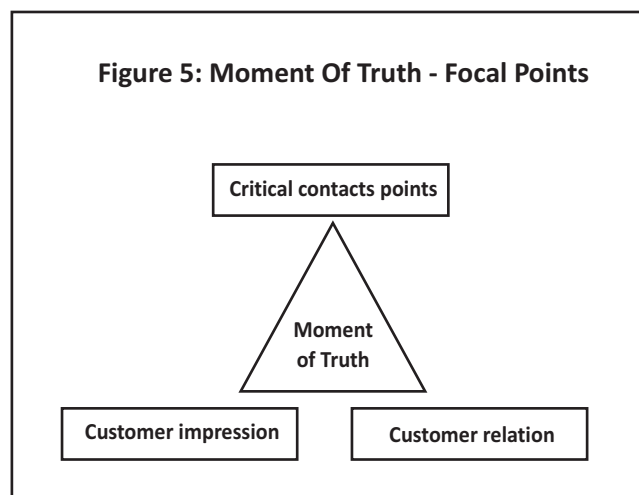 Figure 5: Moment Of Truth - Focal Points
Critical contacts points
Moment
of Truth
Customer impression
Customer relation